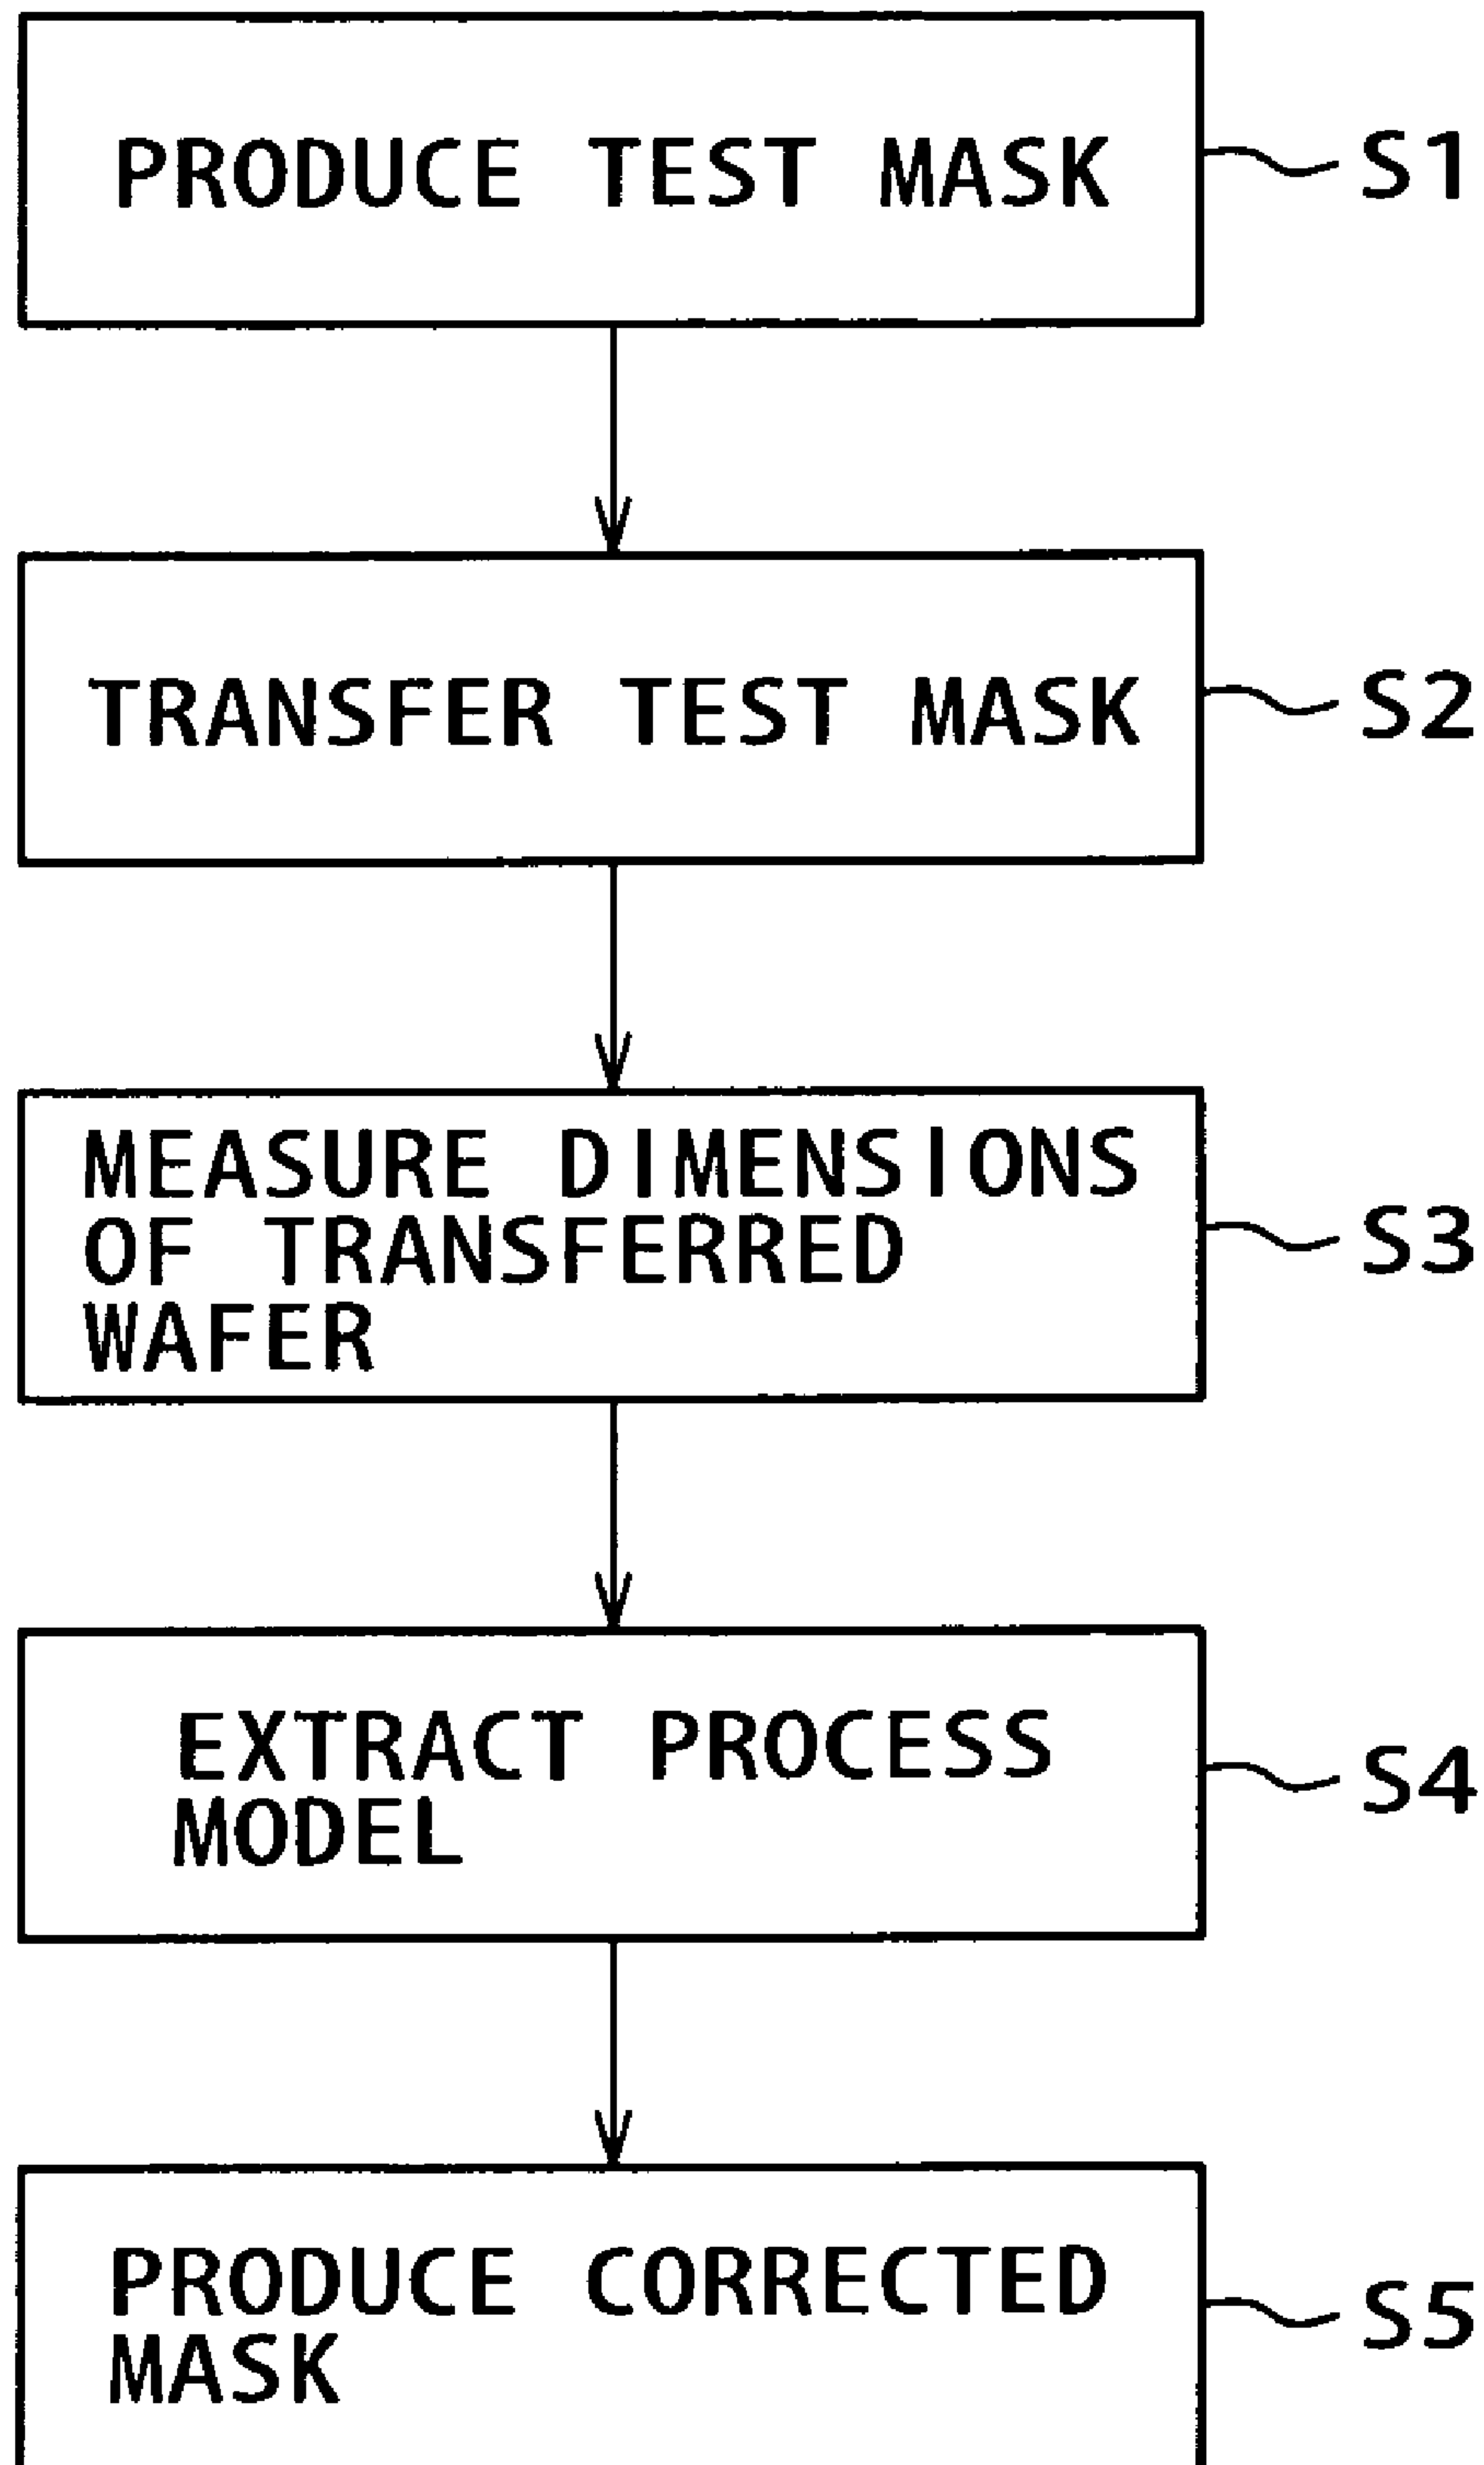 PRODUCE TEST MASK
S1
TRANSFER TEST MASK
S2
MEASURE DIMENSIONS
OF TRANSFERRED
WAFER
S3
EXTRACT PROCESS
MODEL
S4
PRODUCE CORRECTED
MASK
S5